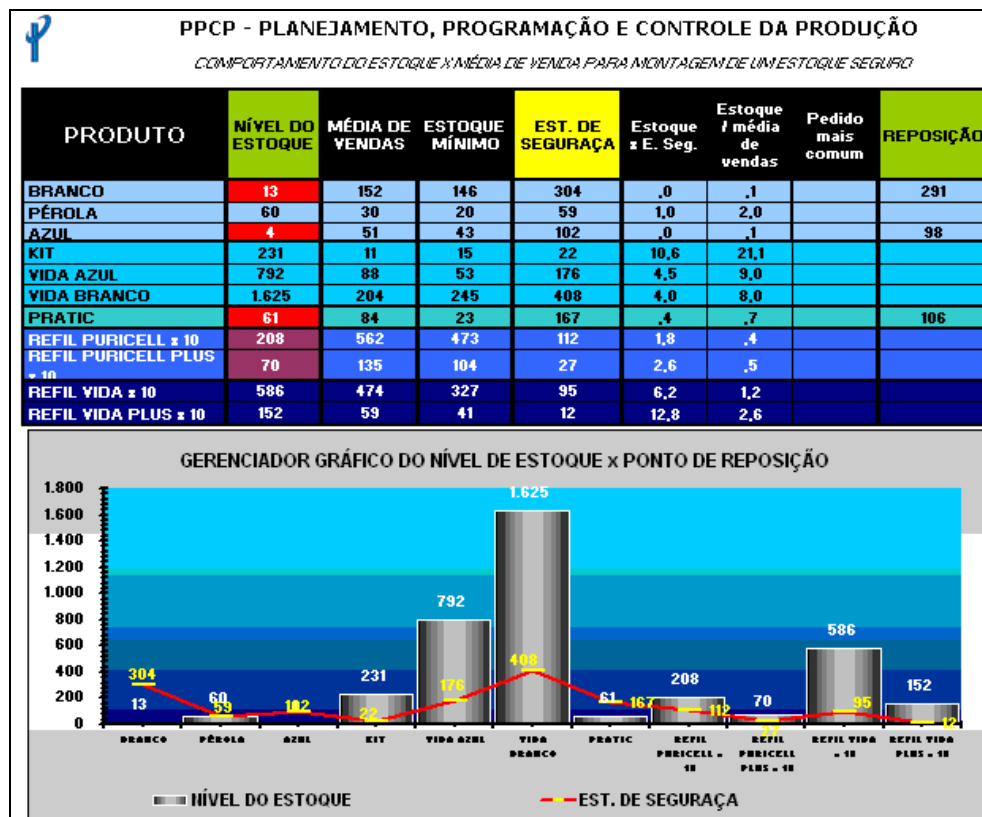 PPCP - PLANEJAMENTO, PROGRAMAÇÃO E CONTROLE DA PRODUÇÃO
COMPORTAMENTO DO ESTOQUE X MÉDIA DE VENDA PARA MONTAGEM DE UM ESTOQUE SEGURO
PRODUTO NÍVEL DO ESTOQUE MÉDIA DE VENDAS ESTOQUE MÍNIMO EST. DE SEGURAÇA Estoque x E. Seg. Estoque / média de vendas Pedido mais comum REPOSIÇÃO
BRANCO 13 152 146 304 ,0 ,1 291
PÉROLA 60 30 20 59 1,0 2,0
AZUL 4 51 43 102 ,0 ,1 98
KIT 231 11 15 22 10,6 21,1
VIDA AZUL 792 88 53 176 4,5 9,0
VIDA BRANCO 1.625 204 245 408 4,0 8,0
PRATIC 61 84 23 167 ,4 ,7 106
REFIL PURICELL x 10 208 562 473 112 1,8 ,4
REFIL PURICELL PLUS x 10 70 135 104 27 2,6 ,5
REFIL VIDA x 10 586 474 327 95 6,2 1,2
REFIL VIDA PLUS x 10 152 59 41 12 12,8 2,6
GERENCIADOR GRÁFICO DO NÍVEL DE ESTOQUE x PONTO DE REPOSIÇÃO
1.800
1.600
1.400
1.200
1.000
800
600
400
200
0
304 13 60 59 102 231 22 792 176 1.625 408 61 167 208 112 70 27 586 95 152 12
BRANCO PÉROLA AZUL KIT VIDA AZUL VIDA BRANCO PRATIC REFIL PURICELL x 10 REFIL PURICELL PLUS x 10 REFIL VIDA x 10 REFIL VIDA PLUS x 10
NÍVEL DO ESTOQUE EST. DE SEGURAÇA